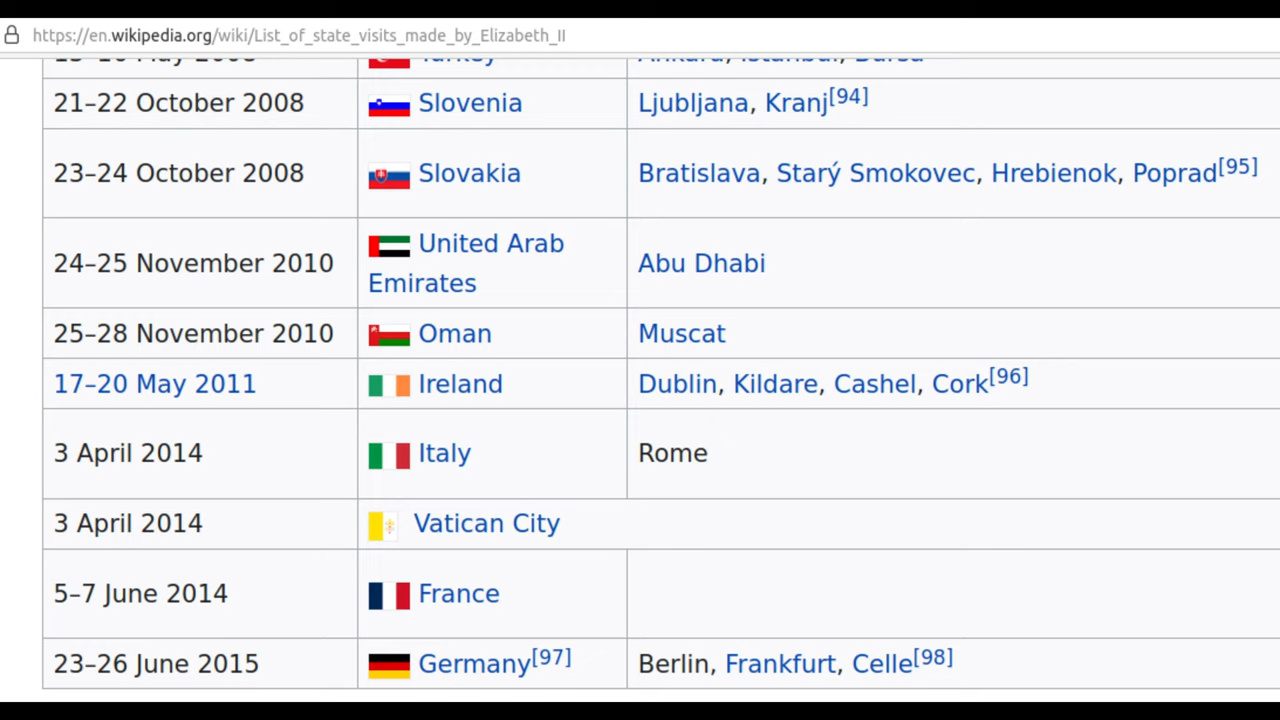 https://en.wikipedia.org/wiki/List_of_state_visits_made_by_Elizabeth_II
21–22 October 2008 Slovenia Ljubljana, Kranj[94]
23–24 October 2008 Slovakia Bratislava, Starý Smokovec, Hrebienok, Poprad[95]
24–25 November 2010 United Arab Emirates Abu Dhabi
25–28 November 2010 Oman Muscat
17–20 May 2011 Ireland Dublin, Kildare, Cashel, Cork[96]
3 April 2014 Italy Rome
3 April 2014 Vatican City
5–7 June 2014 France
23–26 June 2015 Germany[97] Berlin, Frankfurt, Celle[98]